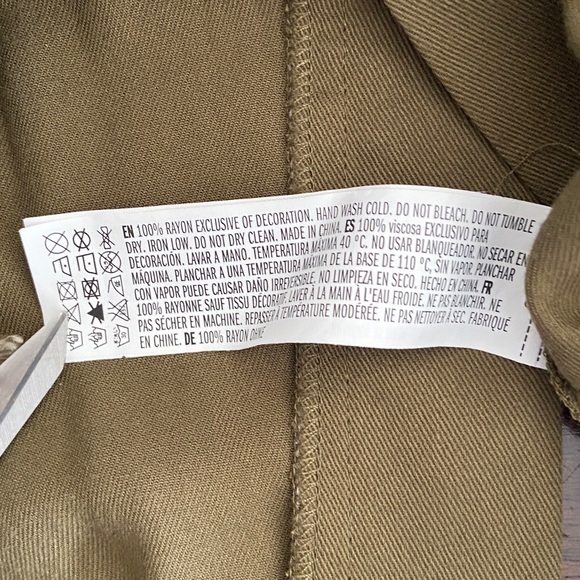 EN 100% RAYON EXCLUSIVE OF DECORATION. HAND WASH COLD. DO NOT BLEACH. DO NOT TUMBLE
DRY. IRON LOW. DO NOT DRY CLEAN. MADE IN CHINA. ES 100% viscosa EXCLUSIVO PARA
DECORACIÓN. LAVAR A MANO. TEMPERATURA MÁXIMA 40 °C. NO USAR BLANQUEADOR. NO SECAR EN
MÁQUINA. PLANCHAR A UNA TEMPERATURA MÁXIMA DE LA BASE DE 110 °C, SIN VAPOR. PLANCHAR
CON VAPOR PUEDE CAUSAR DAÑO IRREVERSIBLE. NO LIMPIEZA EN SECO. HECHO EN CHINA. FR
100% RAYONNE SAUF TISSU DÉCORATE. LAVER À LA MAIN À L'EAU FROIDE. NE PAS BLANCHIR. NE
PAS SÉCHER EN MACHINE. REPASSER À TEMPÉRATURE MODÉRÉE. NE PAS NETTOYER À SEC. FABRIQUÉ
EN CHINE. DE 100% RAYON OHNE